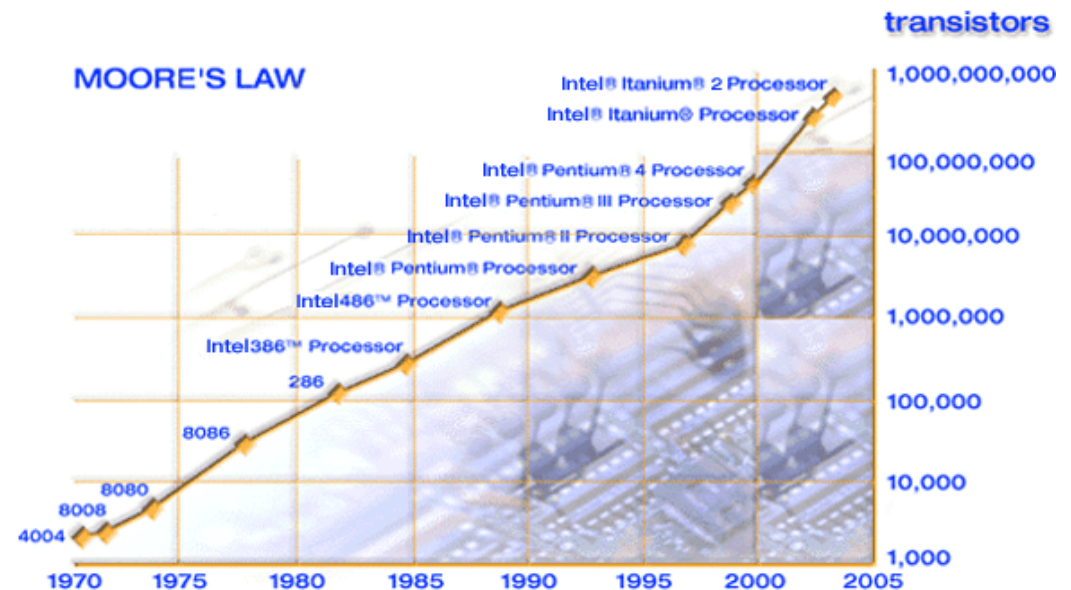 transistors
MOORE'S LAW
1,000,000,000
Intel® Itanium® 2 Processor
Intel® Itanium® Processor
100,000,000
Intel® Pentium® 4 Processor
Intel® Pentium® III Processor
10,000,000
Intel® Pentium® II Processor
Intel® Pentium® Processor
Intel486™ Processor
1,000,000
Intel386™ Processor
286
100,000
8086
8080
10,000
8008
4004
1,000
1970 1975 1980 1985 1990 1995 2000 2005